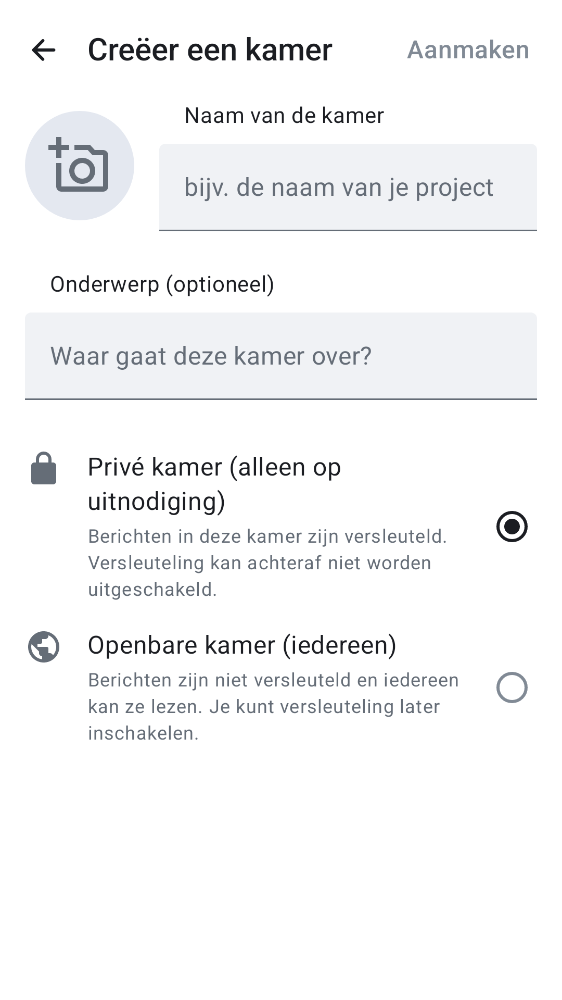 Creëer een kamer
Aanmaken
Naam van de kamer
bijv. de naam van je project
Onderwerp (optioneel)
Waar gaat deze kamer over?
Privé kamer (alleen op
uitnodiging)
Berichten in deze kamer zijn versleuteld.
Versleuteling kan achteraf niet worden
uitgeschakeld.
Openbare kamer (iedereen)
Berichten zijn niet versleuteld en iedereen
kan ze lezen. Je kunt versleuteling later
inschakelen.